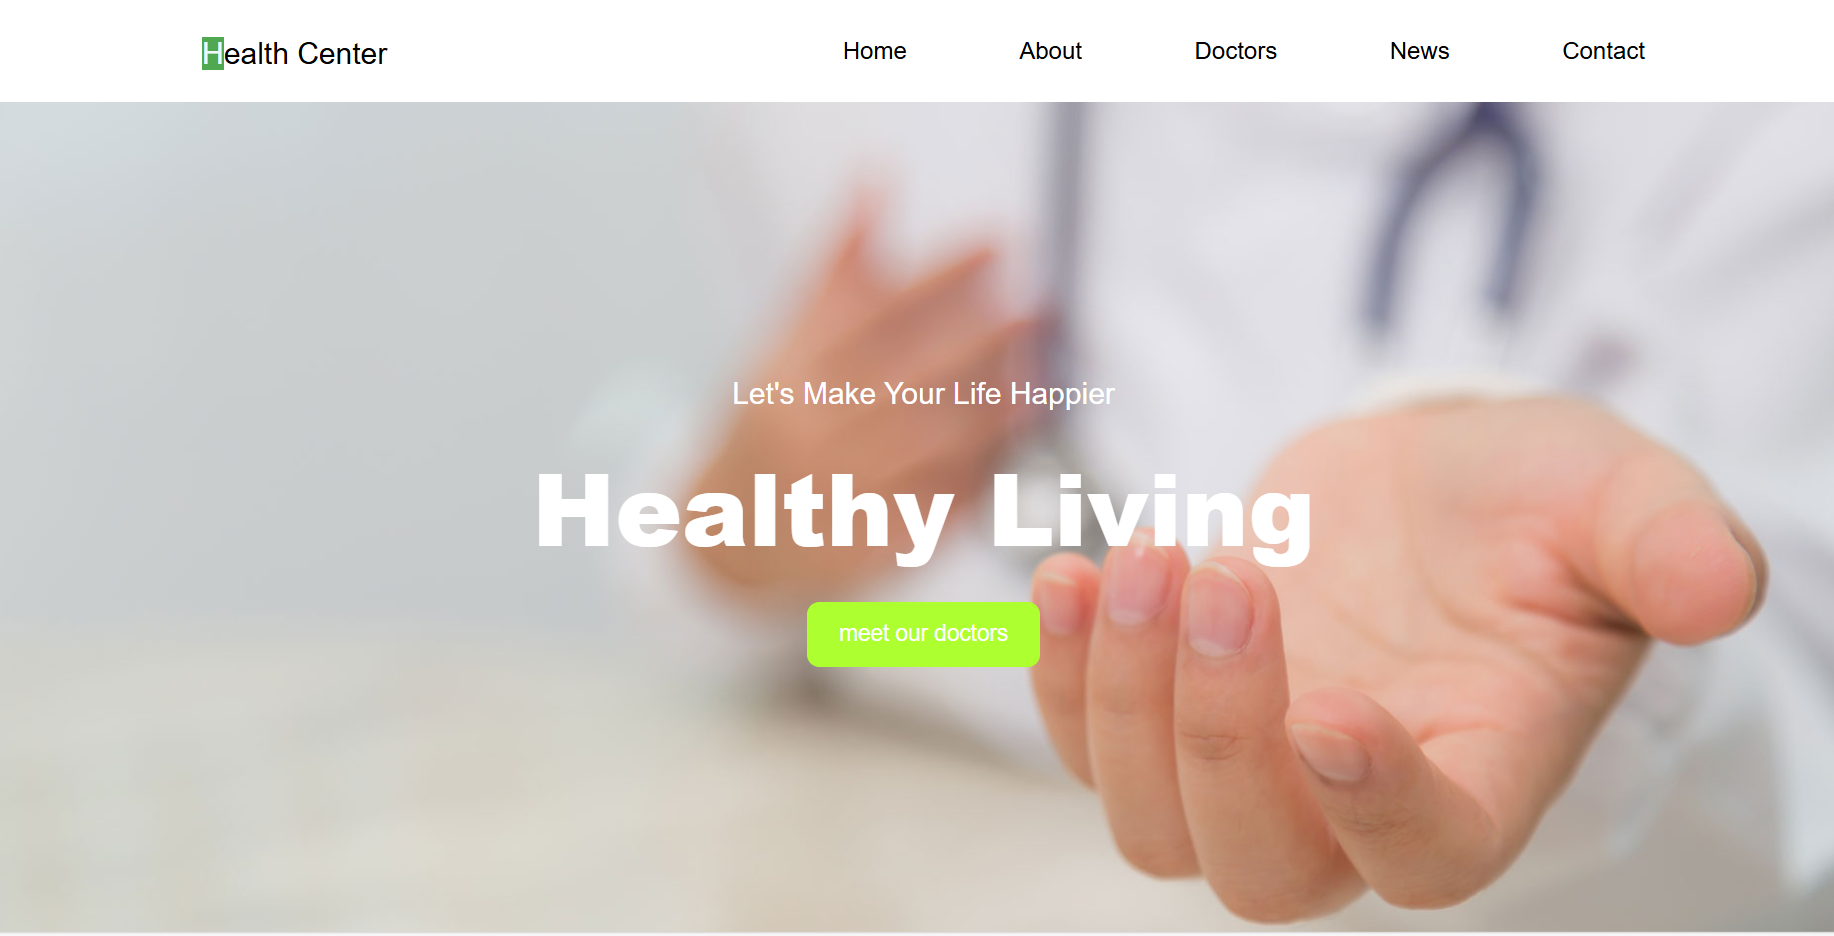 Health Center
Home About Doctors News Contact
Let's Make Your Life Happier
Healthy Living
meet our doctors